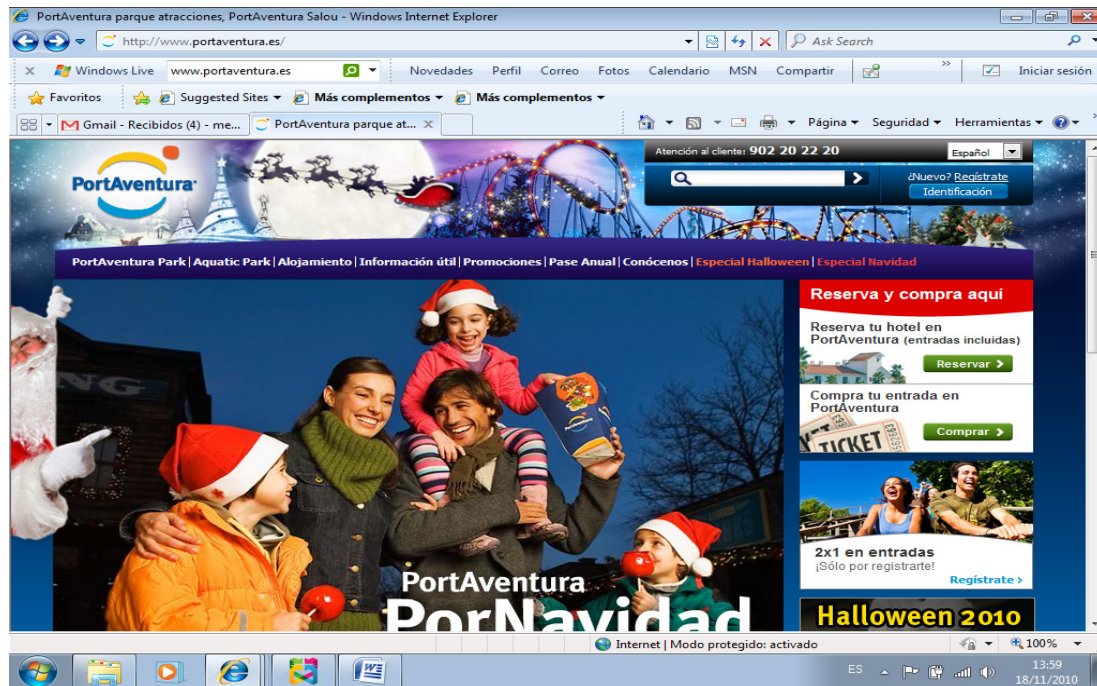 PortAventura parque atracciones, PortAventura Salou - Windows Internet Explorer
http://www.portaventura.es/
Ask Search
Windows Live www.portaventura.es Novedades Perfil Correo Fotos Calendario MSN Compartir >> Iniciar sesión
Favoritos Suggested Sites Más complementos Más complementos
Gmail - Recibidos (4) - me... PortAventura parque at... Página Seguridad Herramientas
PortAventura
Atención al cliente: 902 20 22 20
Español
¿Nuevo? Regístrate
Identificación
PortAventura Park | Aquatic Park | Alojamiento | Información útil | Promociones | Pase Anual | Conócenos | Especial Halloween | Especial Navidad
PortAventura
PorNavidad
Reserva y compra aquí
Reserva tu hotel en
PortAventura (entradas incluidas)
Reservar >
Compra tu entrada en
PortAventura
TICKET
Comprar >
2x1 en entradas
¡Sólo por registrarte!
Regístrate >
Halloween 2010
Internet | Modo protegido: activado 100%
ES 13:59
18/11/2010